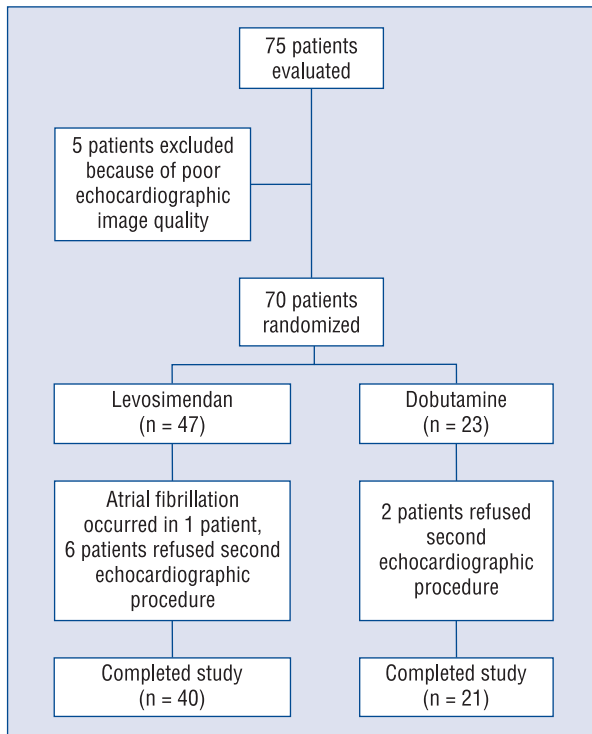 75 patients
evaluated
5 patients excluded
because of poor
echocardiographic
image quality
70 patients
randomized
Levosimendan
(n = 47)
Dobutamine
(n = 23)
Atrial fibrillation
occurred in 1 patient,
6 patients refused second
echocardiographic
procedure
2 patients refused
second
echocardiographic
procedure
Completed study
(n = 40)
Completed study
(n = 21)